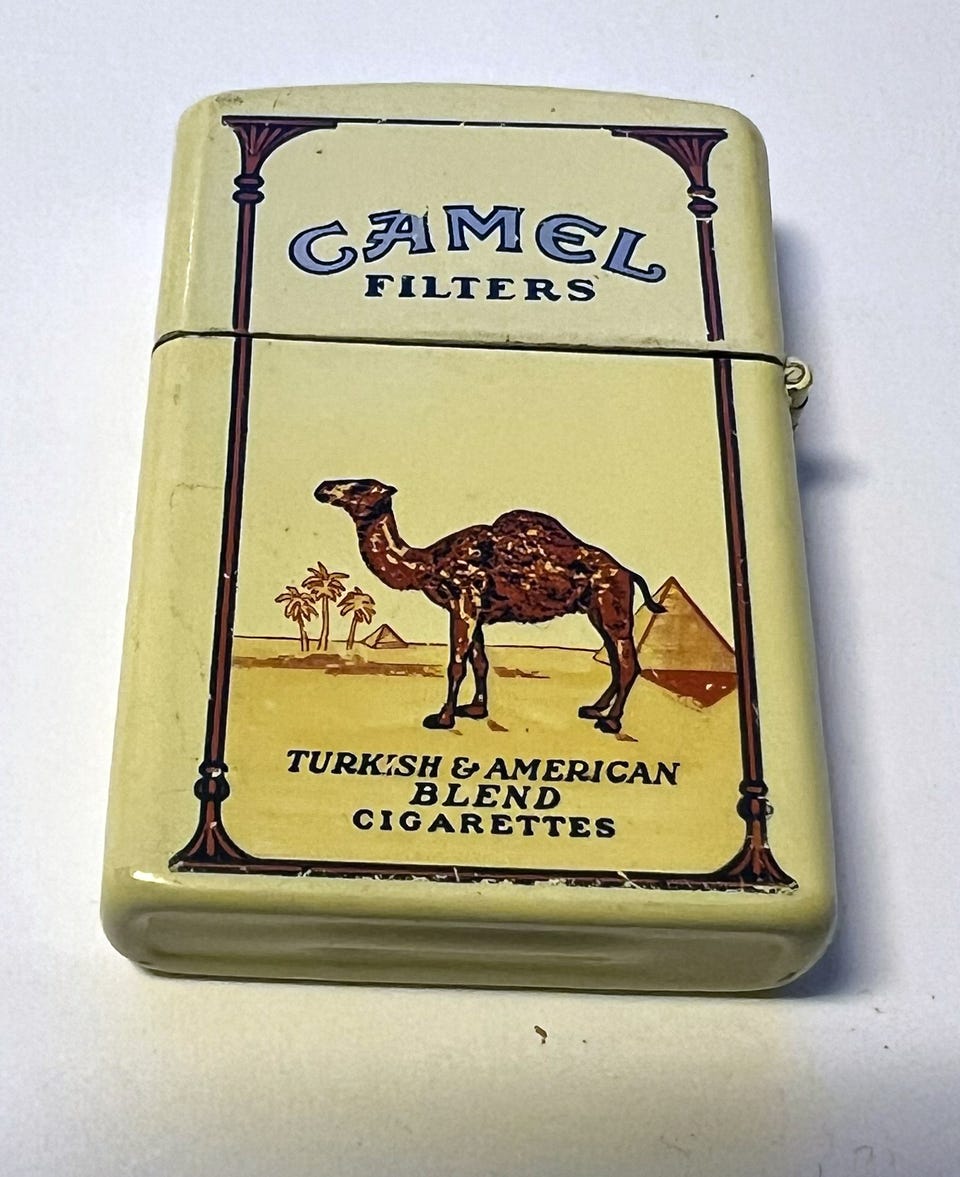 CAMEL
FILTERS
TURKISH & AMERICAN
BLEND
CIGARETTES